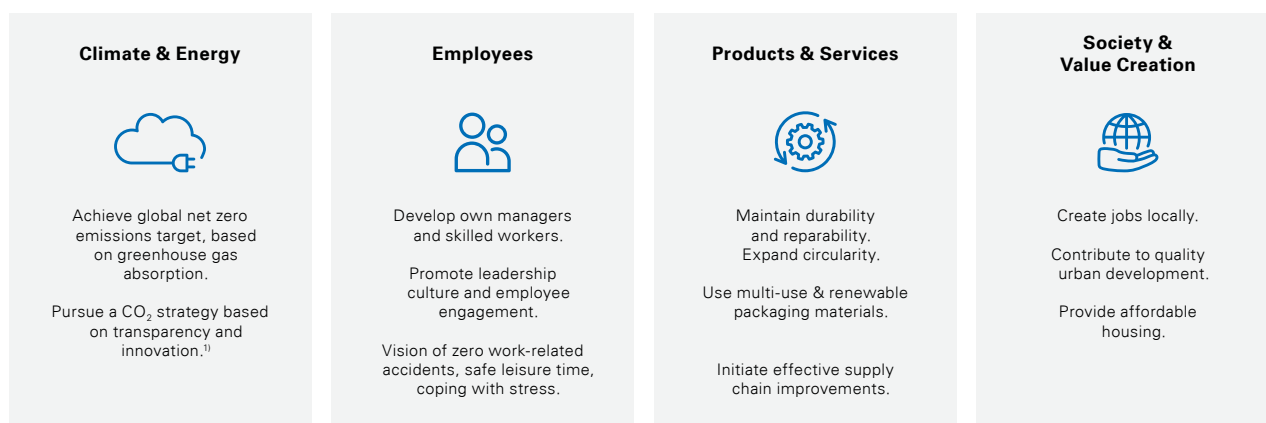 Climate & Energy
Achieve global net zero
emissions target, based
on greenhouse gas
absorption.
Pursue a CO₂ strategy based
on transparency and
innovation.¹⁾
Employees
Develop own managers
and skilled workers.
Promote leadership
culture and employee
engagement.
Vision of zero work-related
accidents, safe leisure time,
coping with stress.
Products & Services
Maintain durability
and reparability.
Expand circularity.
Use multi-use & renewable
packaging materials.
Initiate effective supply
chain improvements.
Society &
Value Creation
Create jobs locally.
Contribute to quality
urban development.
Provide affordable
housing.